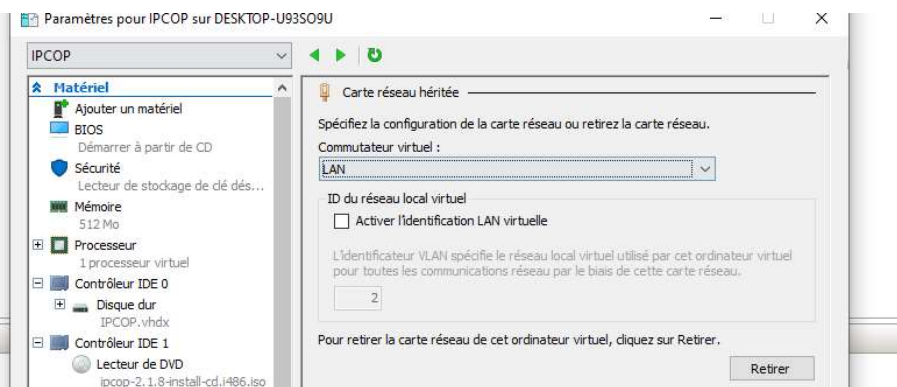 Paramètres pour IPCOP sur DESKTOP-U93SO9U
IPCOP
Matériel
Ajouter un matériel
BIOS
Démarrer à partir de CD
Sécurité
Lecteur de stockage de clé dés...
Mémoire
512 Mo
Processeur
1 processeur virtuel
Contrôleur IDE 0
Disque dur
IPCOP.vhdx
Contrôleur IDE 1
Lecteur de DVD
ipcop-2.1.8-install-cd.i486.iso
Carte réseau héritée
Spécifiez la configuration de la carte réseau ou retirez la carte réseau.
Commutateur virtuel :
LAN
ID du réseau local virtuel
Activer l'identification LAN virtuelle
L'identificateur VLAN spécifie le réseau local virtuel utilisé par cet ordinateur virtuel
pour toutes les communications réseau par le biais de cette carte réseau.
2
Pour retirer la carte réseau de cet ordinateur virtuel, cliquez sur Retirer.
Retirer